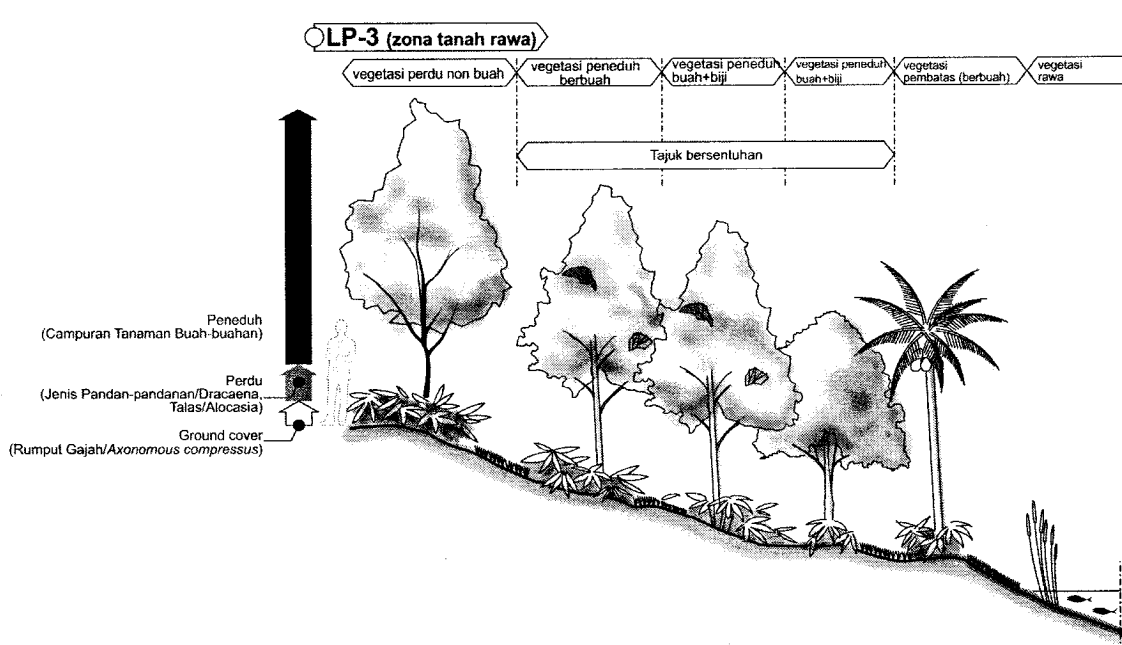 LP-3 (zona tanah rawa)
vegetasi perdu non buah
vegetasi peneduh
berbuah
vegetasi peneduh
buah+biji
vegetasi peneduh
buah+biji
vegetasi
pembatas (berbuah)
vegetasi
rawa
Tajuk bersentuhan
Peneduh
(Campuran Tanaman Buah-buahan)
Perdu
(Jenis Pandan-pandanan/Dracaena,
Talas/Alocasia)
Ground cover
(Rumput Gajah/Axonomous compressus)